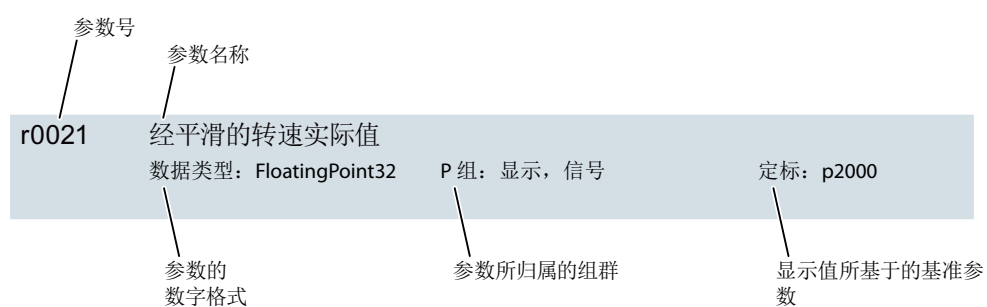 参数号
参数名称
r0021 经平滑的转速实际值
数据类型：FloatingPoint32 P 组：显示，信号 定标：p2000
参数的
数字格式
参数所归属的组群
显示值所基于的基准参
数